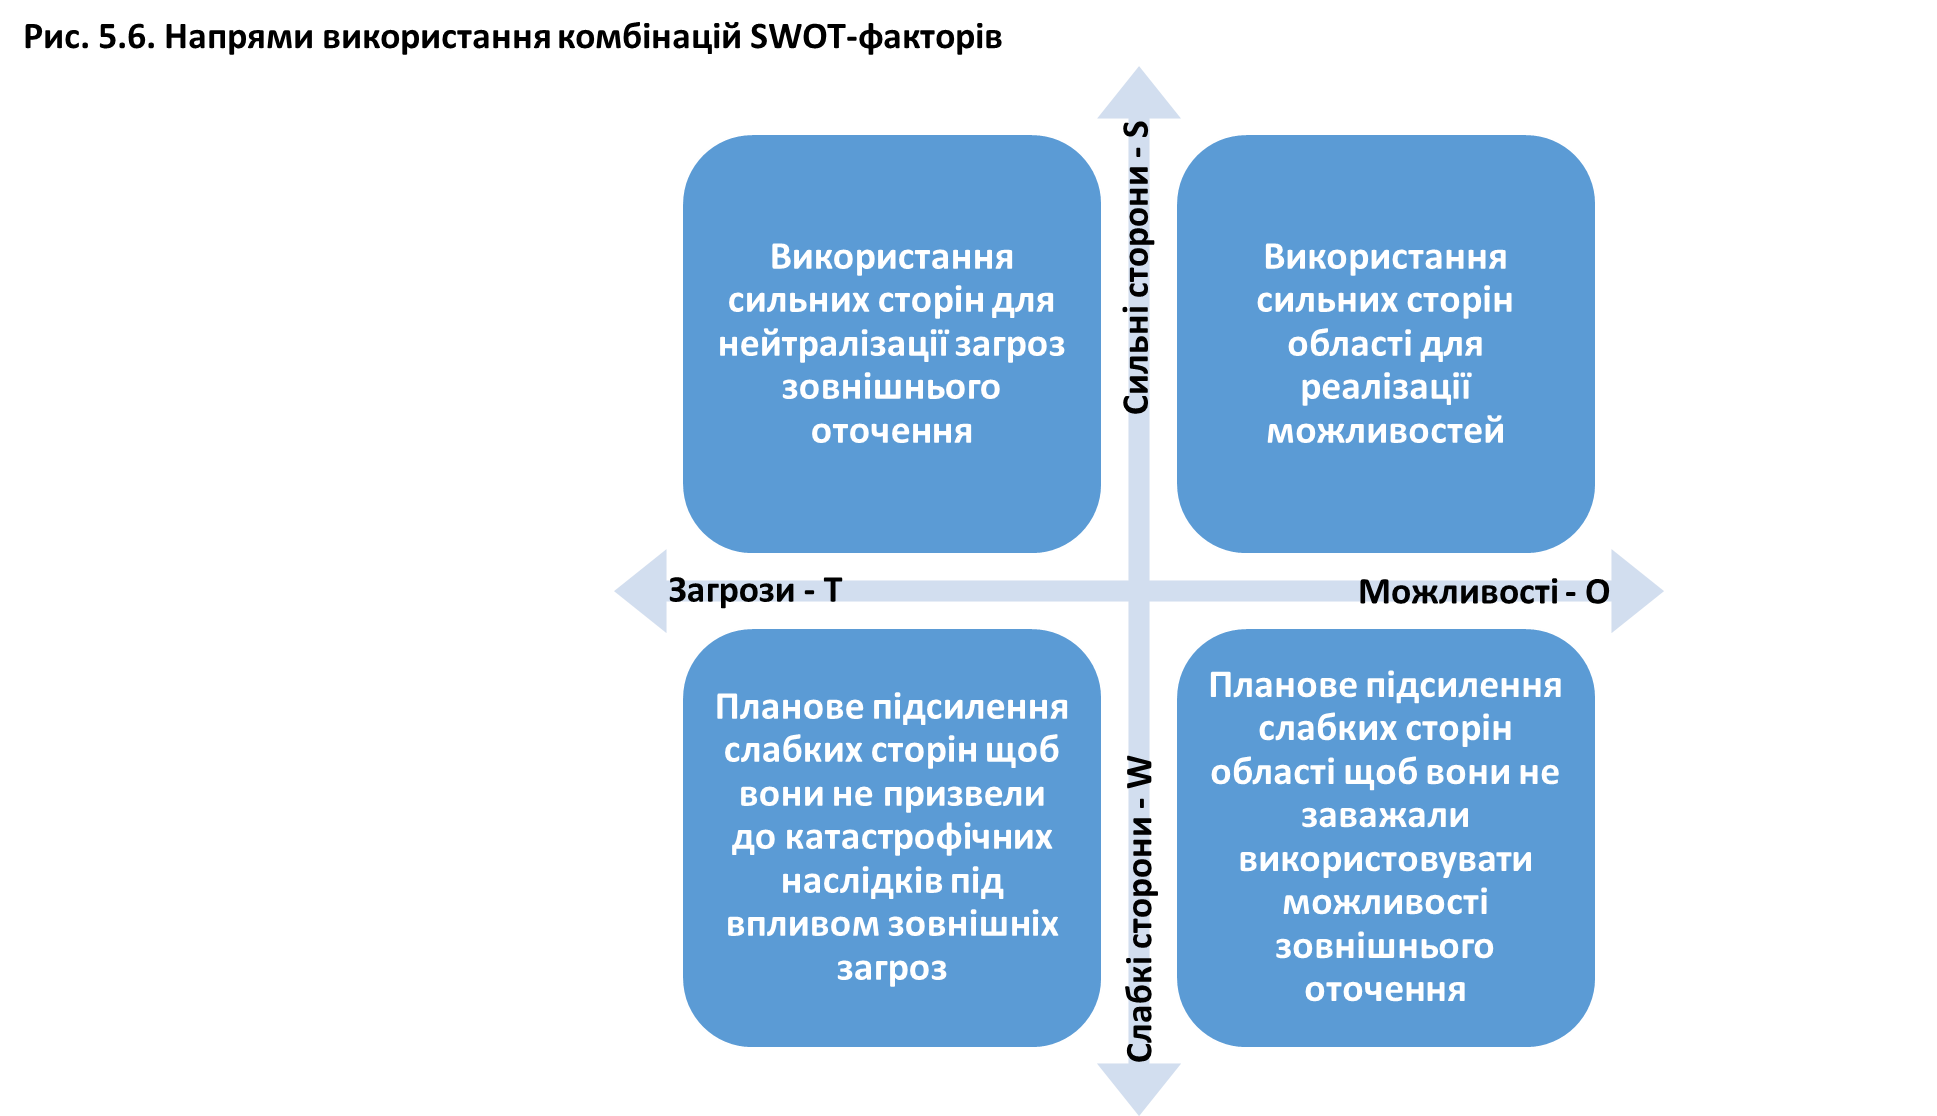 Рис. 5.6. Напрями використання комбінацій SWOT-факторів
Сильні сторони - S
Використання
сильних сторін для
нейтралізації загроз
зовнішнього
оточення
Використання
сильних сторін
області для
реалізації
можливостей
Загрози - T
Можливості - O
Планове підсилення
слабких сторін щоб
вони не призвели
до катастрофічних
наслідків під
впливом зовнішніх
загроз
Планове підсилення
слабких сторін
області щоб вони не
заважали
використовувати
можливості
зовнішнього
оточення
Слабкі сторони - W